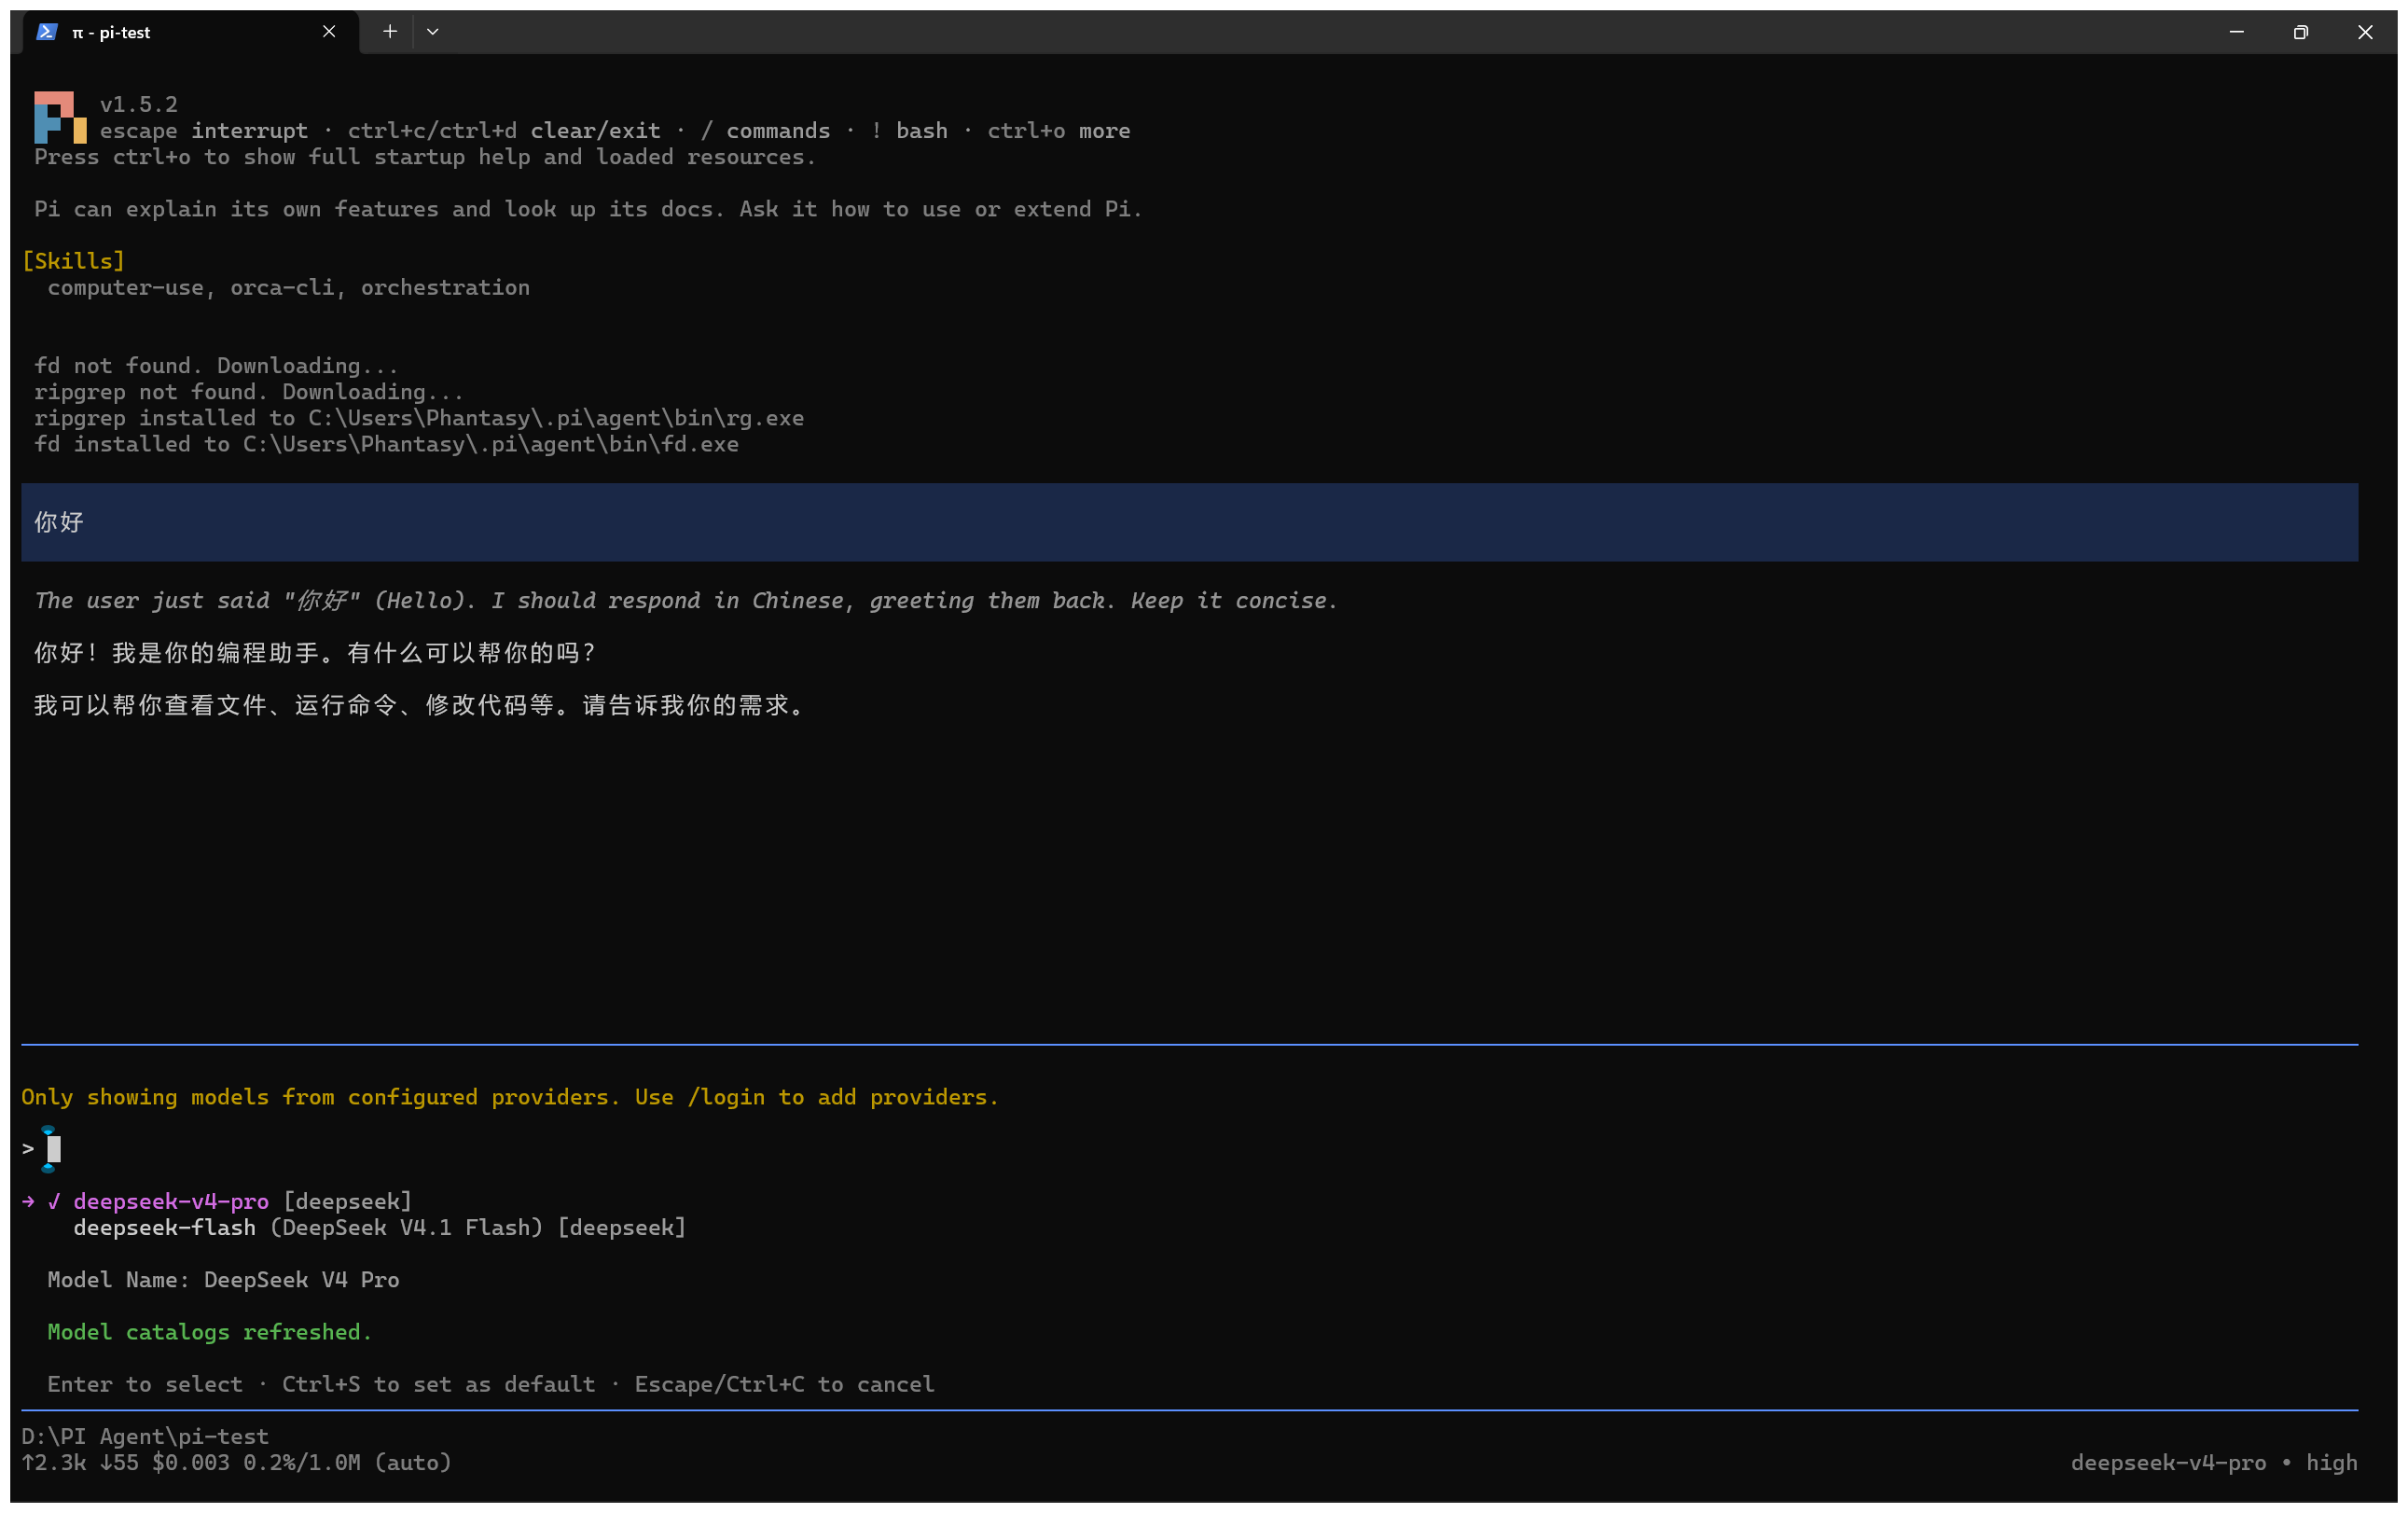 π - pi-test
v1.5.2
escape interrupt · ctrl+c/ctrl+d clear/exit · / commands · ! bash · ctrl+o more
Press ctrl+o to show full startup help and loaded resources.
Pi can explain its own features and look up its docs. Ask it how to use or extend Pi.
[Skills]
computer-use, orca-cli, orchestration
fd not found. Downloading...
ripgrep not found. Downloading...
ripgrep installed to C:\Users\Phantasy\.pi\agent\bin\rg.exe
fd installed to C:\Users\Phantasy\.pi\agent\bin\fd.exe
你好
The user just said "你好" (Hello). I should respond in Chinese, greeting them back. Keep it concise.
你好！我是你的编程助手。有什么可以帮你的吗？
我可以帮你查看文件、运行命令、修改代码等。请告诉我你的需求。
Only showing models from configured providers. Use /login to add providers.
>
→ ✓ deepseek-v4-pro [deepseek]
deepseek-flash (DeepSeek V4.1 Flash) [deepseek]
Model Name: DeepSeek V4 Pro
Model catalogs refreshed.
Enter to select · Ctrl+S to set as default · Escape/Ctrl+C to cancel
D:\PI Agent\pi-test
↑2.3k ↓55 $0.003 0.2%/1.0M (auto) deepseek-v4-pro • high